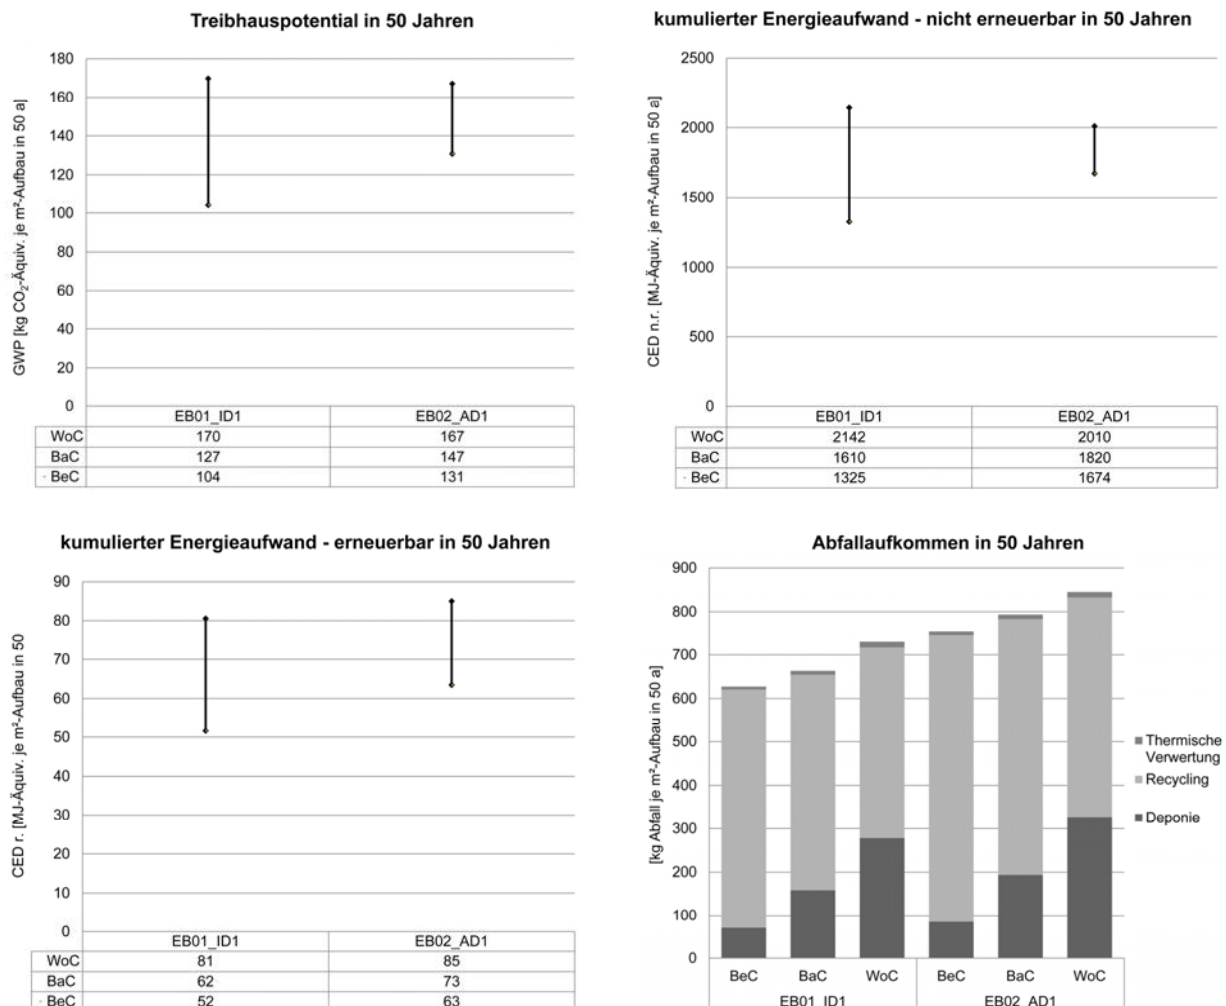 Treibhauspotential in 50 Jahren
GWP [kg CO₂-Äquiv. je m²-Aufbau in 50 a]
180
160
140
120
100
80
60
40
20
0
EB01_ID1 EB02_AD1
WoC 170 167
BaC 127 147
BeC 104 131
kumulierter Energieaufwand - nicht erneuerbar in 50 Jahren
CED n.r. [MJ-Äquiv. je m²-Aufbau in 50 a]
2500
2000
1500
1000
500
0
EB01_ID1 EB02_AD1
WoC 2142 2010
BaC 1610 1820
BeC 1325 1674
kumulierter Energieaufwand - erneuerbar in 50 Jahren
CED r. [MJ-Äquiv. je m²-Aufbau in 50
90
80
70
60
50
40
30
20
10
0
EB01_ID1 EB02_AD1
WoC 81 85
BaC 62 73
BeC 52 63
Abfallaufkommen in 50 Jahren
[kg Abfall je m²-Aufbau in 50 a]
900
800
700
600
500
400
300
200
100
0
BeC BaC WoC BeC BaC WoC
EB01_ID1 EB02_AD1
Thermische
Verwertung
Recycling
Deponie